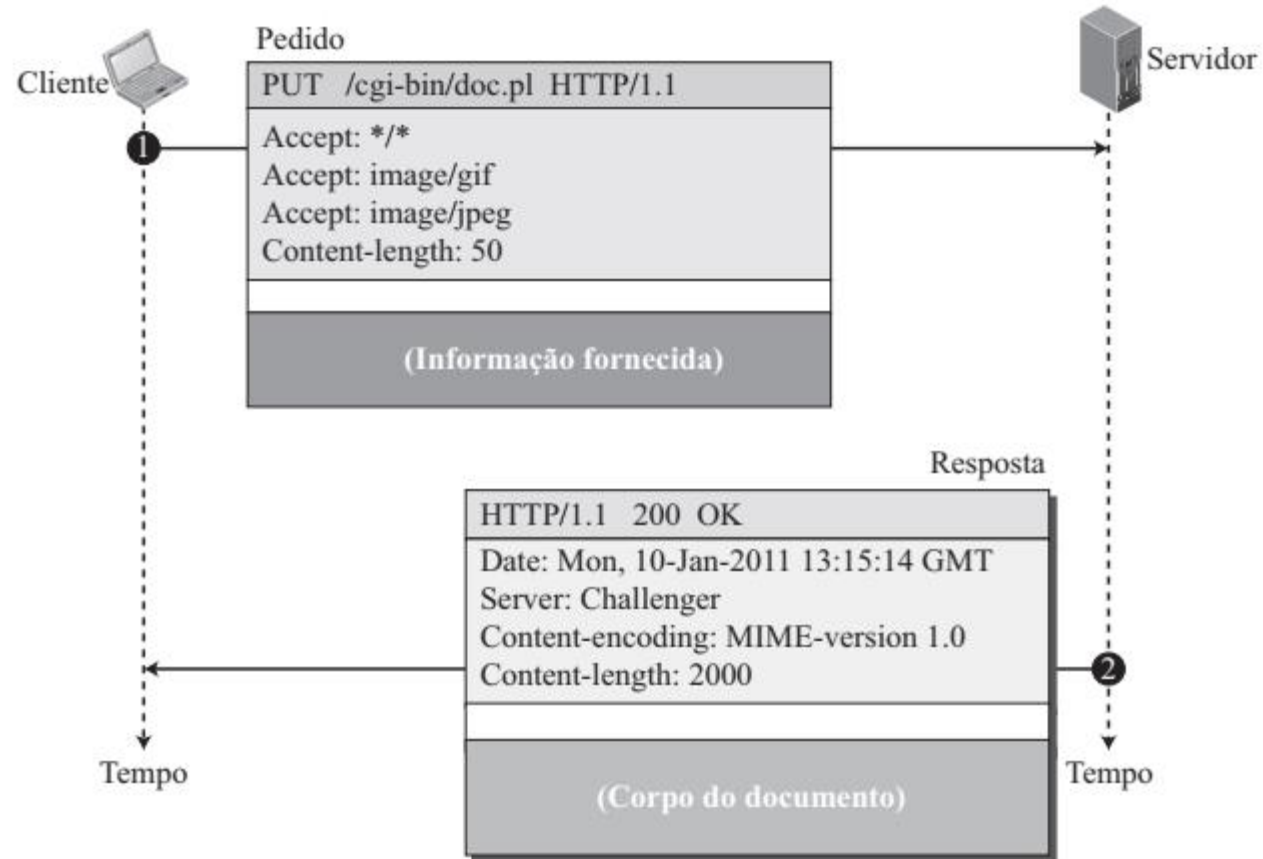 Pedido
Cliente
Servidor
PUT /cgi-bin/doc.pl HTTP/1.1
1
Accept: */*
Accept: image/gif
Accept: image/jpeg
Content-length: 50
(Informação fornecida)
Resposta
HTTP/1.1 200 OK
Date: Mon, 10-Jan-2011 13:15:14 GMT
Server: Challenger
Content-encoding: MIME-version 1.0
Content-length: 2000
2
Tempo
Tempo
(Corpo do documento)